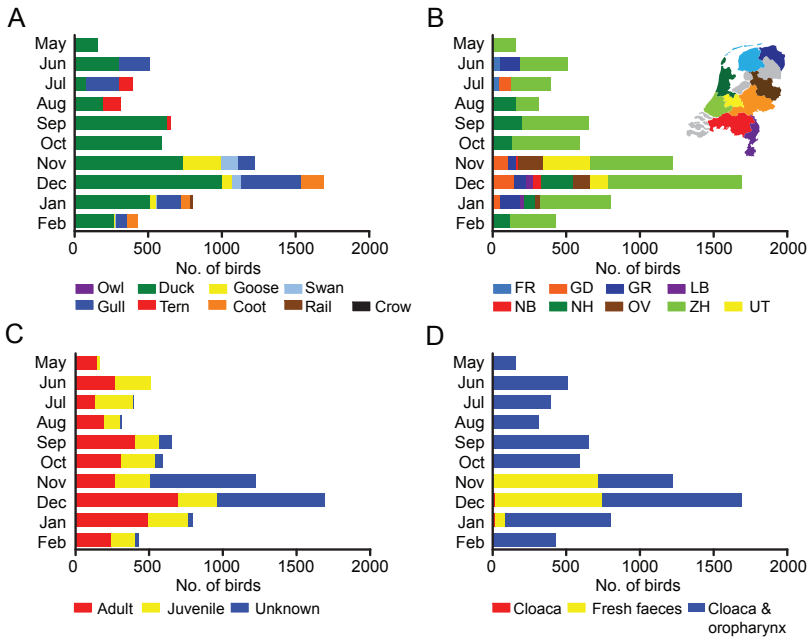 A
May
Jun
Jul
Aug
Sep
Oct
Nov
Dec
Jan
Feb
0 500 1000 1500 2000
No. of birds
Owl Duck Goose Swan
Gull Tern Coot Rail Crow
B
May
Jun
Jul
Aug
Sep
Oct
Nov
Dec
Jan
Feb
0 500 1000 1500 2000
No. of birds
FR GD GR LB
NB NH OV ZH UT
C
May
Jun
Jul
Aug
Sep
Oct
Nov
Dec
Jan
Feb
0 500 1000 1500 2000
No. of birds
Adult Juvenile Unknown
D
May
Jun
Jul
Aug
Sep
Oct
Nov
Dec
Jan
Feb
0 500 1000 1500 2000
No. of birds
Cloaca Fresh faeces Cloaca &
oropharynx